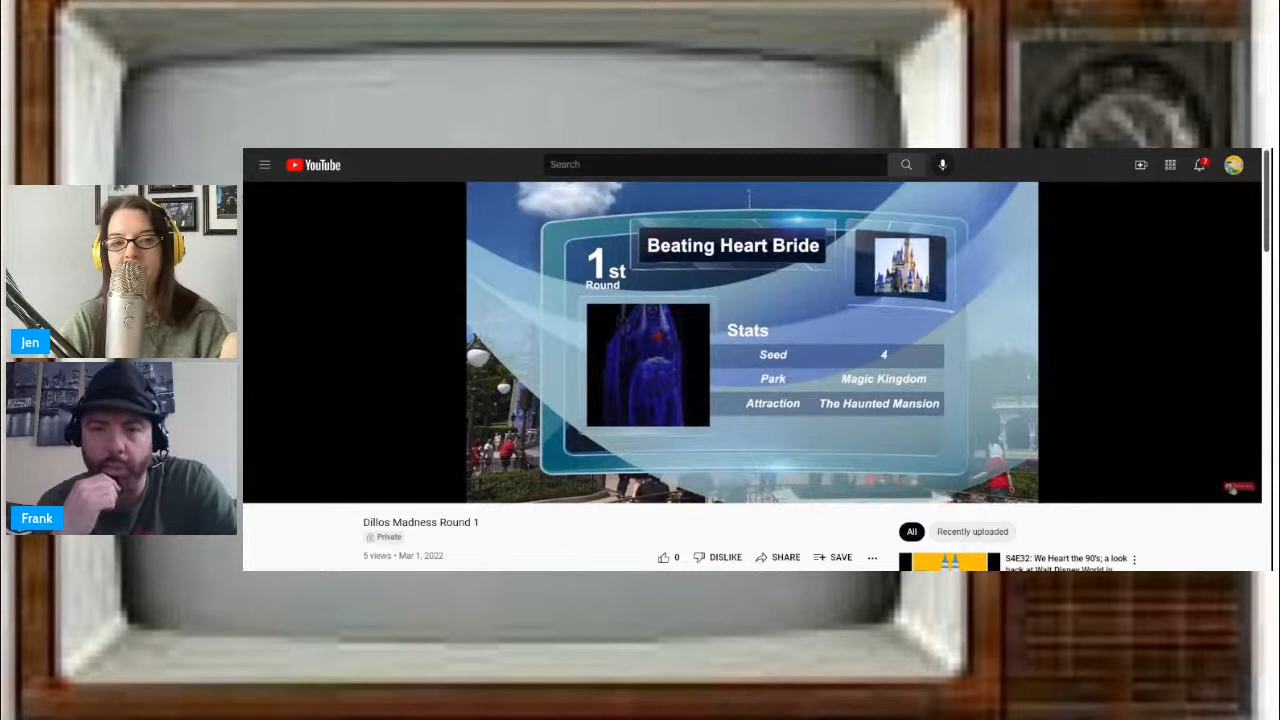 YouTube
Search
7
Beating Heart Bride
1st
Round
Stats
Seed 4
Park Magic Kingdom
Attraction The Haunted Mansion
Jen
Frank
Dillos Madness Round 1
Private
5 views • Mar 1, 2022
0 DISLIKE SHARE SAVE
All Recently uploaded
S4E32: We Heart the 90's; a look
back at Walt Disney World in